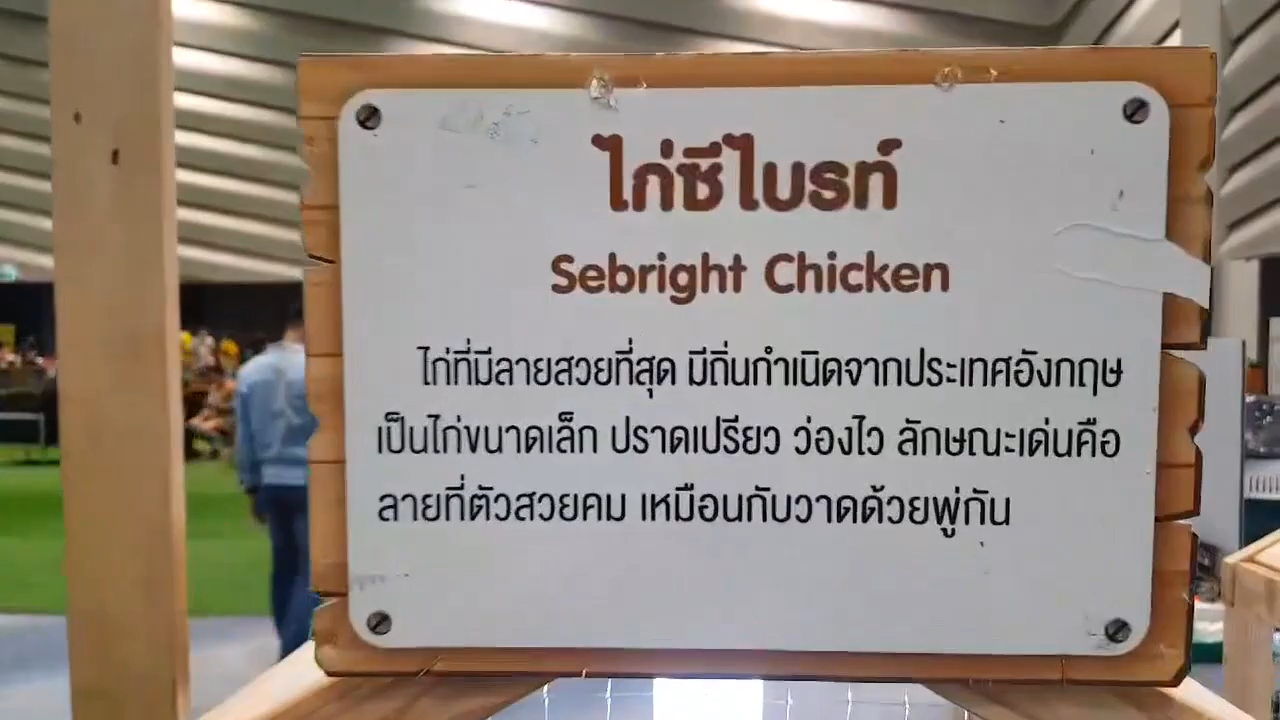 ไก่ซีไบรท์
Sebright Chicken
ไก่ที่มีลายสวยที่สุด มีถิ่นกำเนิดจากประเทศอังกฤษ
เป็นไก่ขนาดเล็ก ปราดเปรียว ว่องไว ลักษณะเด่นคือ
ลายที่ตัวสวยคม เหมือนกับวาดด้วยพู่กัน